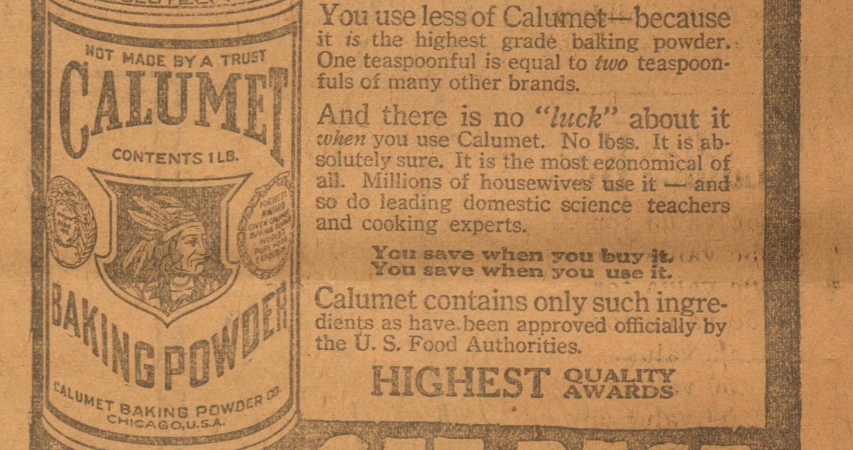 NOT MADE BY A TRUST
CALUMET
CONTENTS 1 LB.
HIGHEST
AWARD
BAKING POWDER
CALUMET BAKING POWDER CO.
CHICAGO, U.S.A.
You use less of Calumet—because
it is the highest grade baking powder.
One teaspoonful is equal to two teaspoon-
fuls of many other brands.
And there is no "luck" about it
when you use Calumet. No loss. It is ab-
solutely sure. It is the most economical of
all. Millions of housewives use it — and
so do leading domestic science teachers
and cooking experts.
You save when you buy it.
You save when you use it.
Calumet contains only such ingre-
dients as have been approved officially by
the U. S. Food Authorities.
HIGHEST QUALITY
AWARDS